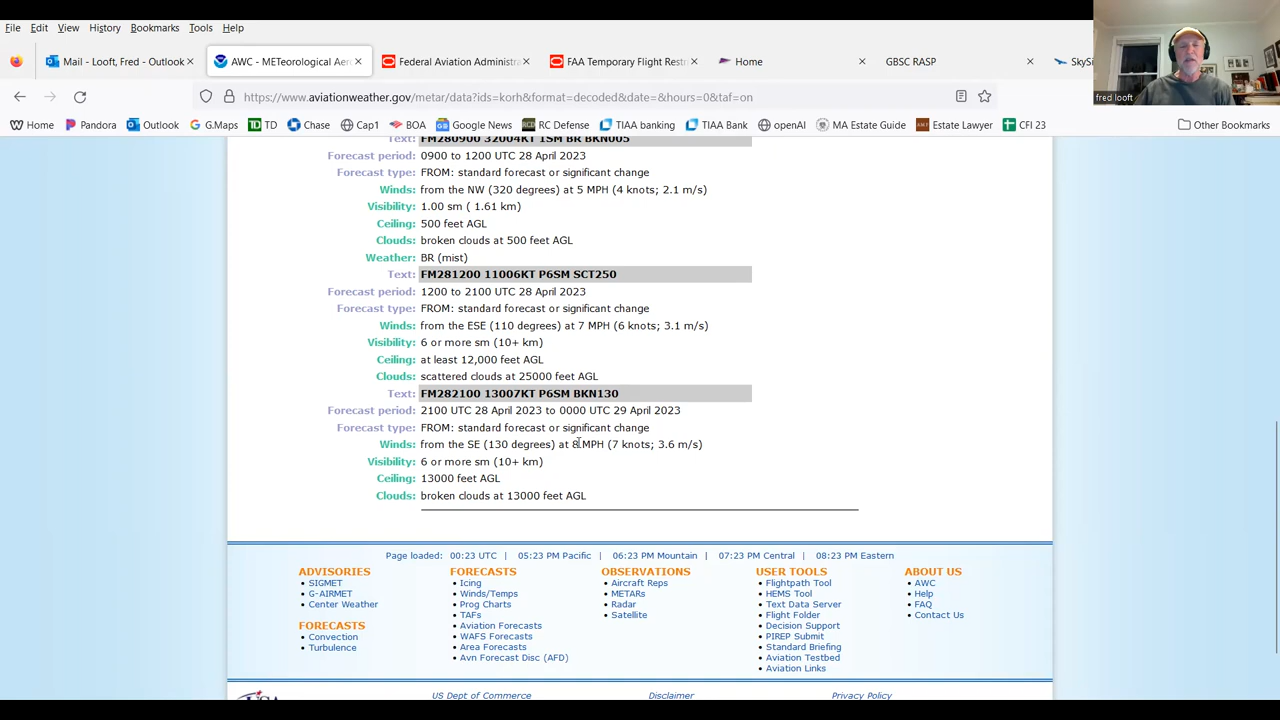 File Edit View History Bookmarks Tools Help
Mail - Looft, Fred - Outlook
AWC - METeorological Aer
Federal Aviation Administra
FAA Temporary Flight Restri
Home
GBSC RASP
SkySi
https://www.aviationweather.gov/metar/data?ids=korh&format=decoded&date=&hours=0&taf=on
Home Pandora Outlook G.Maps TD Chase Cap1 BOA Google News RC Defense TIAA banking TIAA Bank openAI MA Estate Guide Estate Lawyer CFI 23 Other Bookmarks
fred looft
Text: FM280900 32004KT 1SM BR BKN005
Forecast period: 0900 to 1200 UTC 28 April 2023
Forecast type: FROM: standard forecast or significant change
Winds: from the NW (320 degrees) at 5 MPH (4 knots; 2.1 m/s)
Visibility: 1.00 sm ( 1.61 km)
Ceiling: 500 feet AGL
Clouds: broken clouds at 500 feet AGL
Weather: BR (mist)
Text: FM281200 11006KT P6SM SCT250
Forecast period: 1200 to 2100 UTC 28 April 2023
Forecast type: FROM: standard forecast or significant change
Winds: from the ESE (110 degrees) at 7 MPH (6 knots; 3.1 m/s)
Visibility: 6 or more sm (10+ km)
Ceiling: at least 12,000 feet AGL
Clouds: scattered clouds at 25000 feet AGL
Text: FM282100 13007KT P6SM BKN130
Forecast period: 2100 UTC 28 April 2023 to 0000 UTC 29 April 2023
Forecast type: FROM: standard forecast or significant change
Winds: from the SE (130 degrees) at 8 MPH (7 knots; 3.6 m/s)
Visibility: 6 or more sm (10+ km)
Ceiling: 13000 feet AGL
Clouds: broken clouds at 13000 feet AGL
Page loaded: 00:23 UTC | 05:23 PM Pacific | 06:23 PM Mountain | 07:23 PM Central | 08:23 PM Eastern
ADVISORIES
SIGMET
G-AIRMET
Center Weather
FORECASTS
Convection
Turbulence
FORECASTS
Icing
Winds/Temps
Prog Charts
TAFs
Aviation Forecasts
WAFS Forecasts
Area Forecasts
Avn Forecast Disc (AFD)
OBSERVATIONS
Aircraft Reps
METARs
Radar
Satellite
USER TOOLS
Flightpath Tool
HEMS Tool
Text Data Server
Flight Folder
Decision Support
PIREP Submit
Standard Briefing
Aviation Testbed
Aviation Links
ABOUT US
AWC
Help
FAQ
Contact Us
US Dept of Commerce
Disclaimer
Privacy Policy